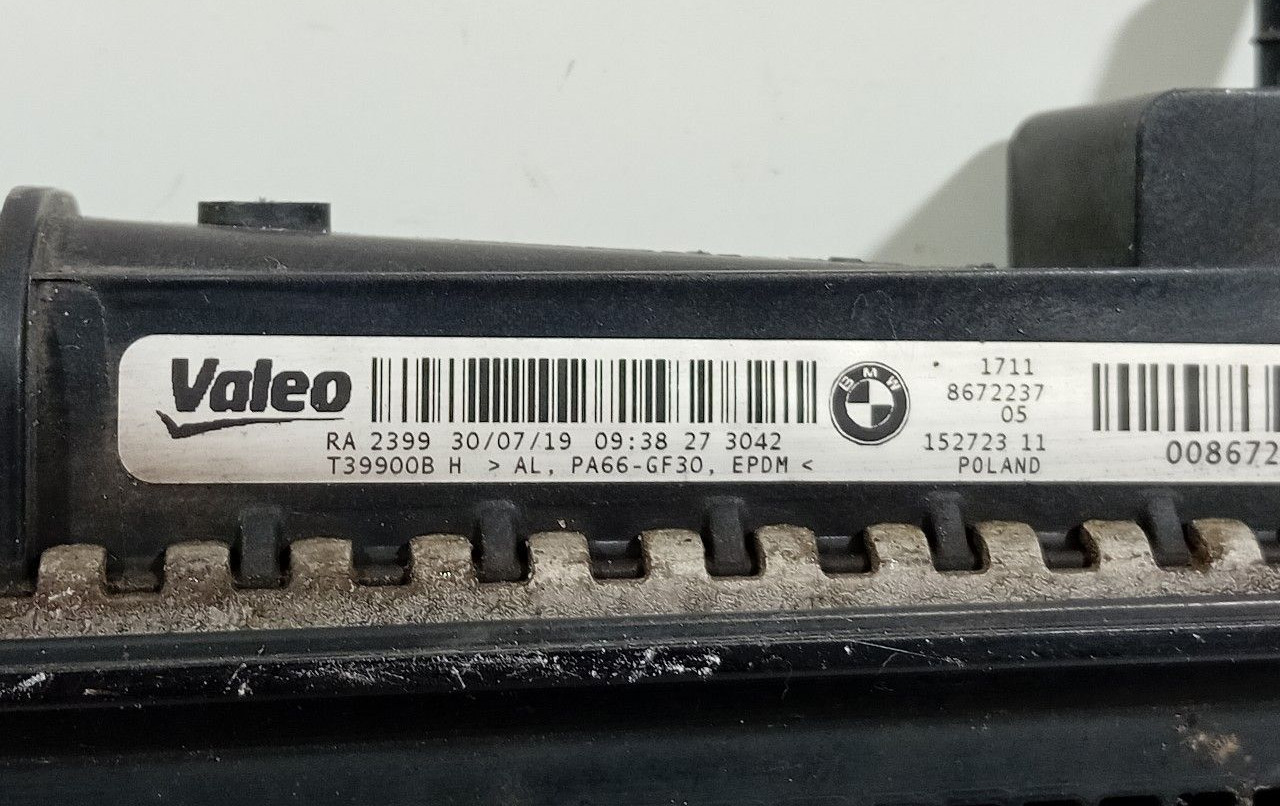 Valeo
RA 2399 30/07/19 09:38 27 3042
T39900B H > AL, PA66-GF30, EPDM <
BMW
1711
8672237
05
152723 11
POLAND
008672